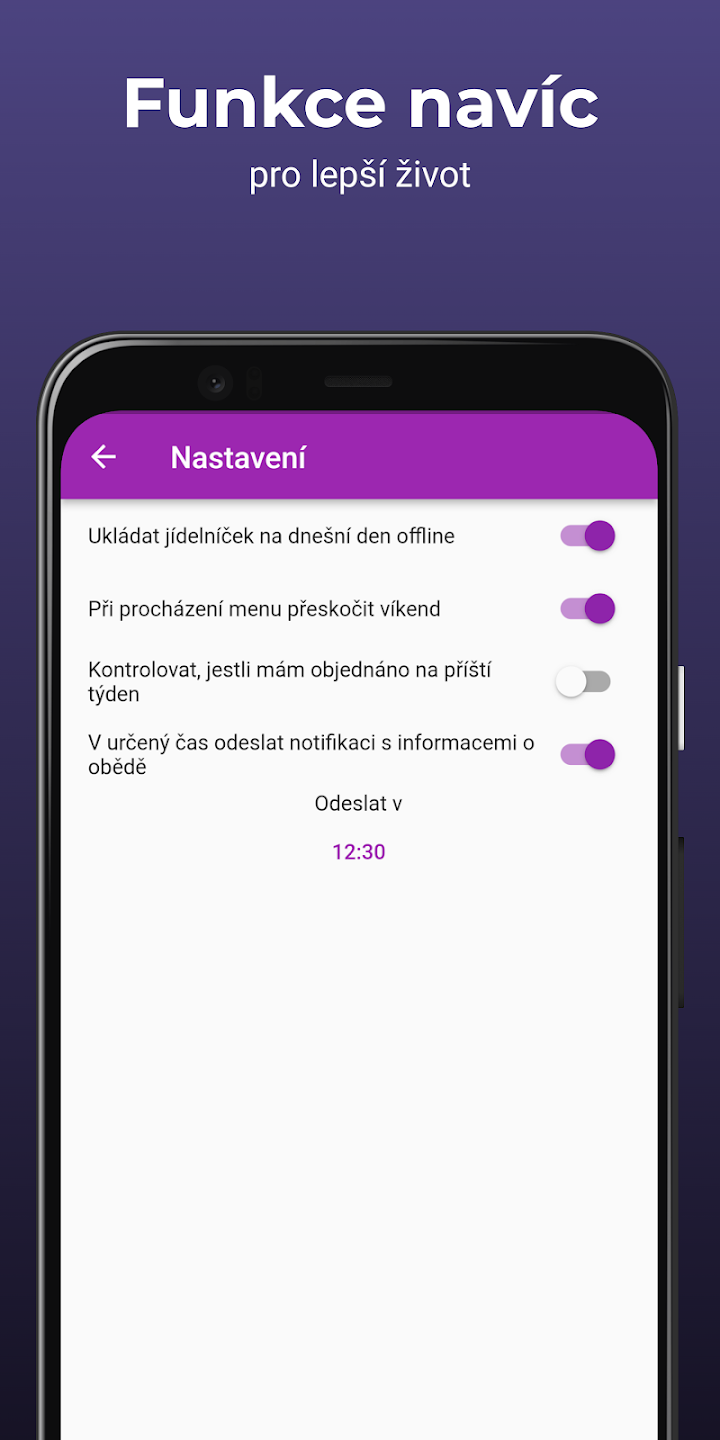 Funkce navíc
pro lepší život
Nastavení
Ukládat jídelníček na dnešní den offline
Při procházení menu přeskočit víkend
Kontrolovat, jestli mám objednáno na příští
týden
V určený čas odeslat notifikaci s informacemi o
obědě
Odeslat v
12:30